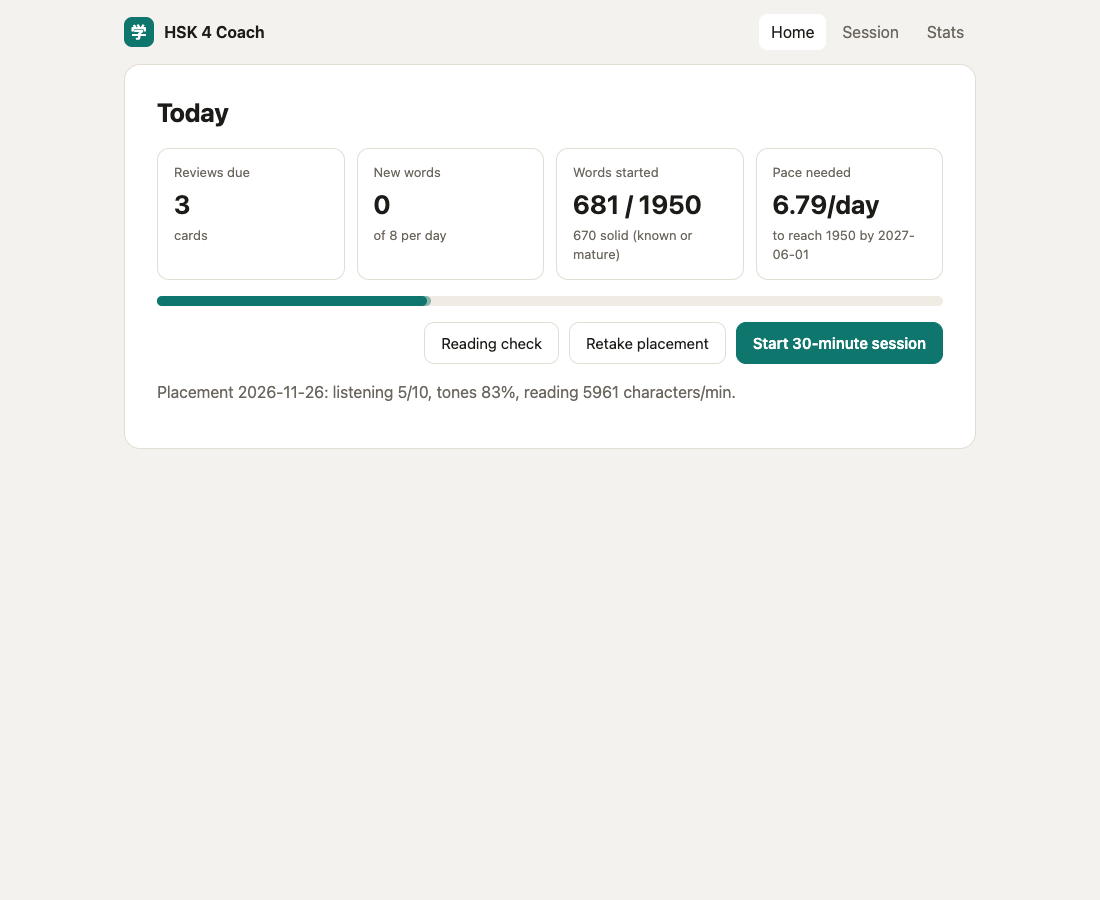 学 HSK 4 Coach
Home Session Stats
Today
Reviews due
3
cards
New words
0
of 8 per day
Words started
681 / 1950
670 solid (known or
mature)
Pace needed
6.79/day
to reach 1950 by 2027-
06-01
Reading check
Retake placement
Start 30-minute session
Placement 2026-11-26: listening 5/10, tones 83%, reading 5961 characters/min.